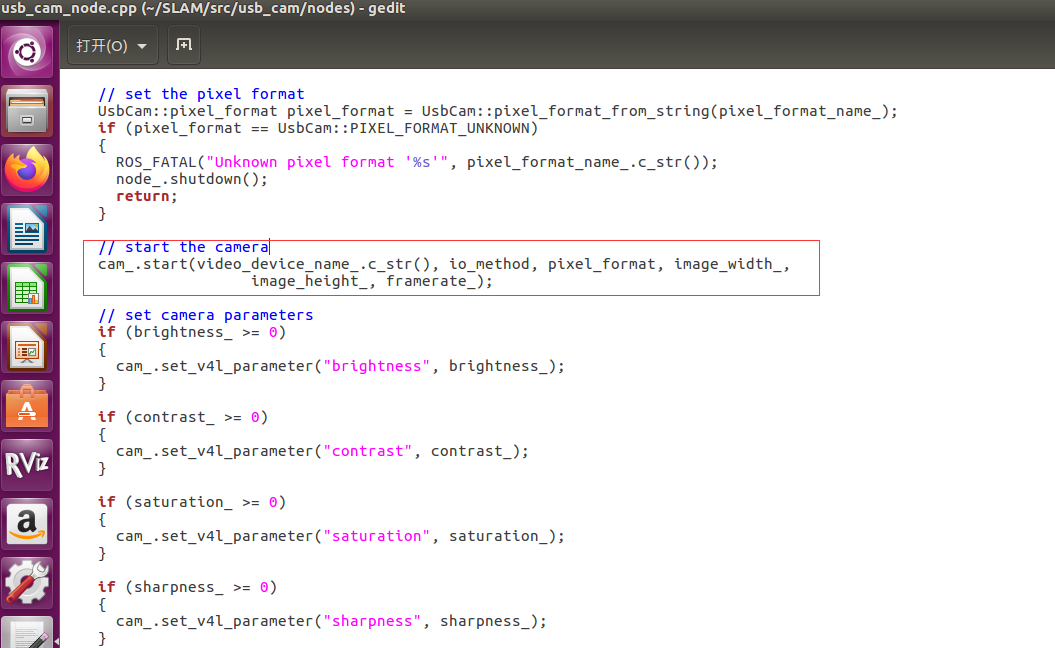 usb_cam_node.cpp (~/SLAM/src/usb_cam/nodes) - gedit
打开(O)
// set the pixel format
UsbCam::pixel_format pixel_format = UsbCam::pixel_format_from_string(pixel_format_name_);
if (pixel_format == UsbCam::PIXEL_FORMAT_UNKNOWN)
{
ROS_FATAL("Unknown pixel format '%s'", pixel_format_name_.c_str());
node_.shutdown();
return;
}
// start the camera
cam_.start(video_device_name_.c_str(), io_method, pixel_format, image_width_,
image_height_, framerate_);
// set camera parameters
if (brightness_ >= 0)
{
cam_.set_v4l_parameter("brightness", brightness_);
}
if (contrast_ >= 0)
{
cam_.set_v4l_parameter("contrast", contrast_);
}
if (saturation_ >= 0)
{
cam_.set_v4l_parameter("saturation", saturation_);
}
if (sharpness_ >= 0)
{
cam_.set_v4l_parameter("sharpness", sharpness_);
}
RViz
a